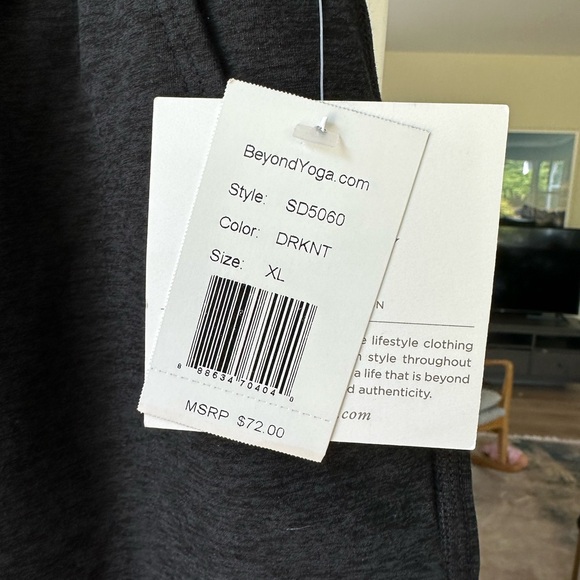 BeyondYoga.com
Style: SD5060
Color: DRKNT
Size: XL
8 88634 70404 0
MSRP $72.00
N
lifestyle clothing
style throughout
a life that is beyond
authenticity.
.com